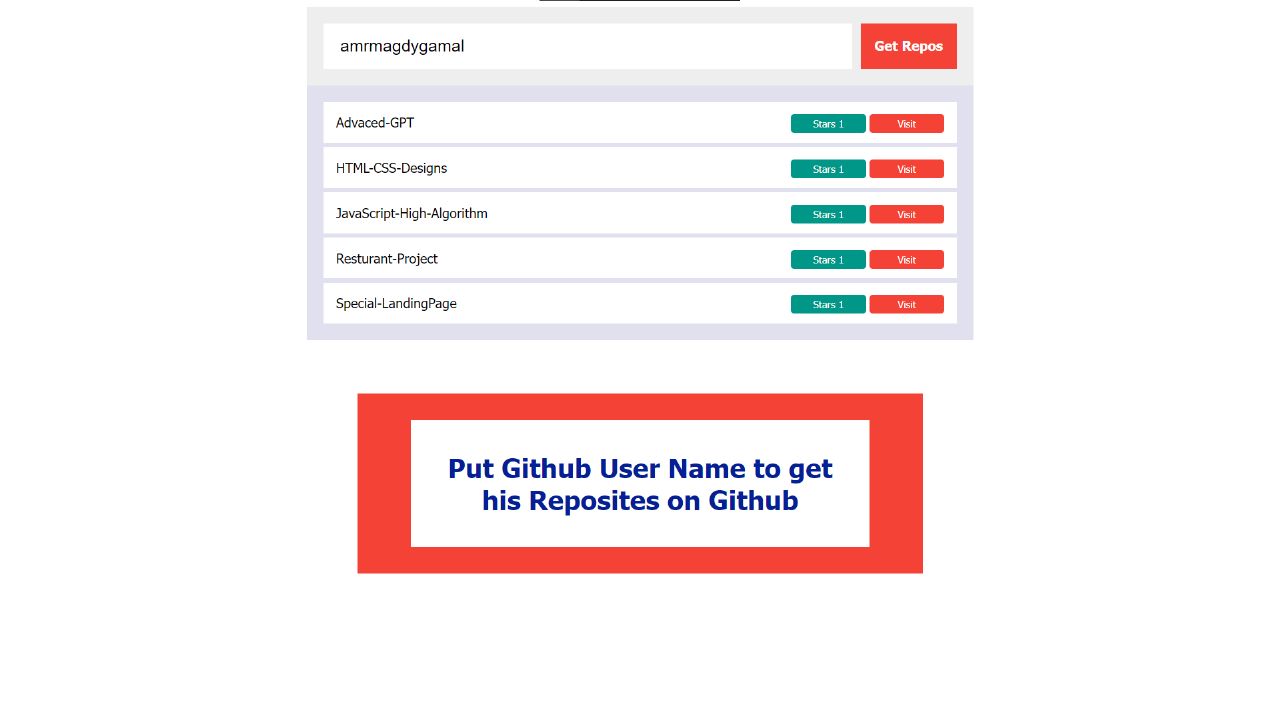 amrmagdygamal
Get Repos
Advaced-GPT
Stars 1
Visit
HTML-CSS-Designs
Stars 1
Visit
JavaScript-High-Algorithm
Stars 1
Visit
Resturant-Project
Stars 1
Visit
Special-LandingPage
Stars 1
Visit
Put Github User Name to get
his Reposites on Github